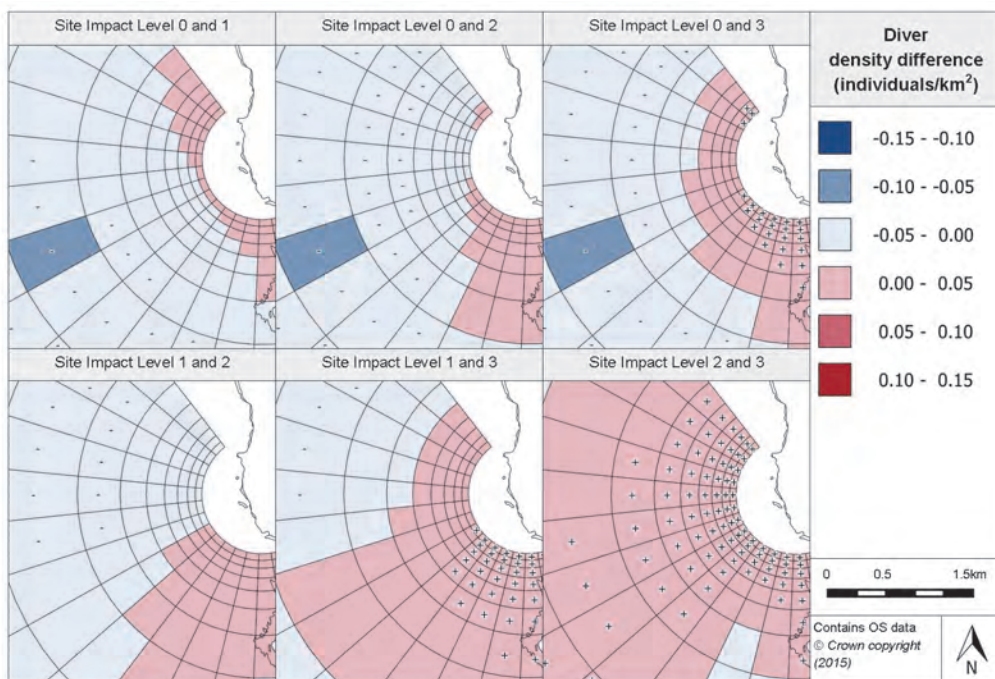 Site Impact Level 0 and 1
Site Impact Level 0 and 2
Site Impact Level 0 and 3
Site Impact Level 1 and 2
Site Impact Level 1 and 3
Site Impact Level 2 and 3
Diver
density difference
(individuals/km²)
-0.15 - -0.10
-0.10 - -0.05
-0.05 - 0.00
0.00 - 0.05
0.05 - 0.10
0.10 - 0.15
0 0.5 1.5km
Contains OS data
© Crown copyright
(2015)
N